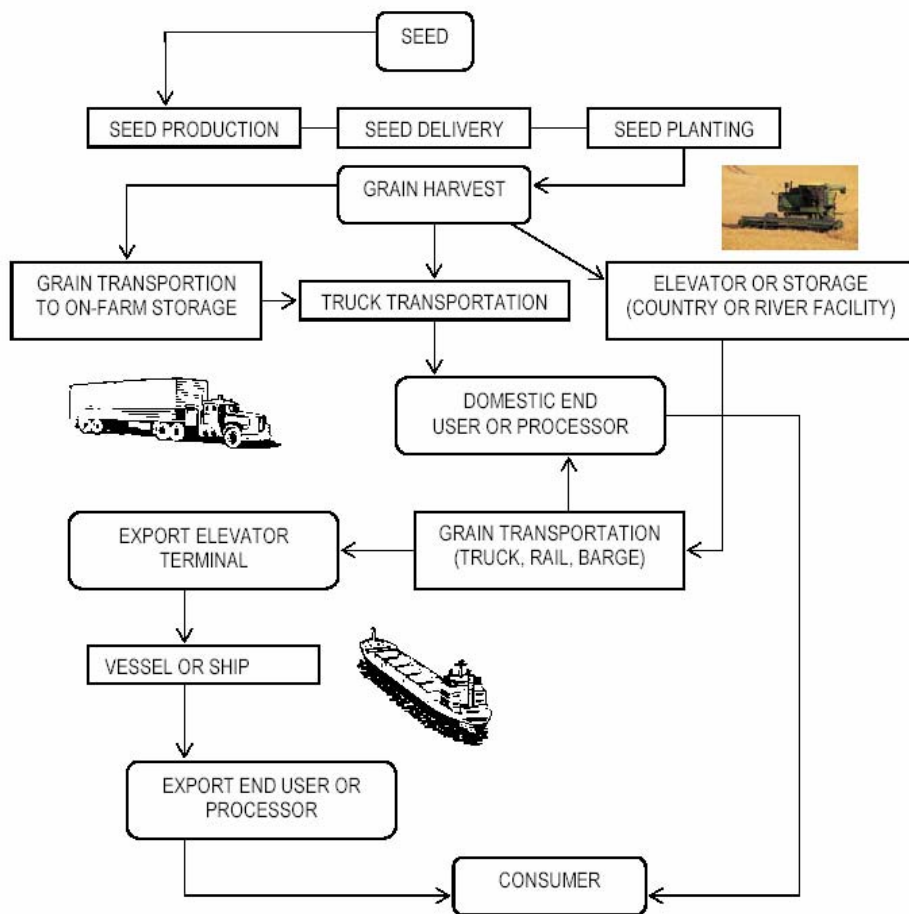 SEED
SEED PRODUCTION
SEED DELIVERY
SEED PLANTING
GRAIN HARVEST
GRAIN TRANSPORTION
TO ON-FARM STORAGE
TRUCK TRANSPORTATION
ELEVATOR OR STORAGE
(COUNTRY OR RIVER FACILITY)
DOMESTIC END
USER OR PROCESSOR
EXPORT ELEVATOR
TERMINAL
GRAIN TRANSPORTATION
(TRUCK, RAIL, BARGE)
VESSEL OR SHIP
EXPORT END USER OR
PROCESSOR
CONSUMER